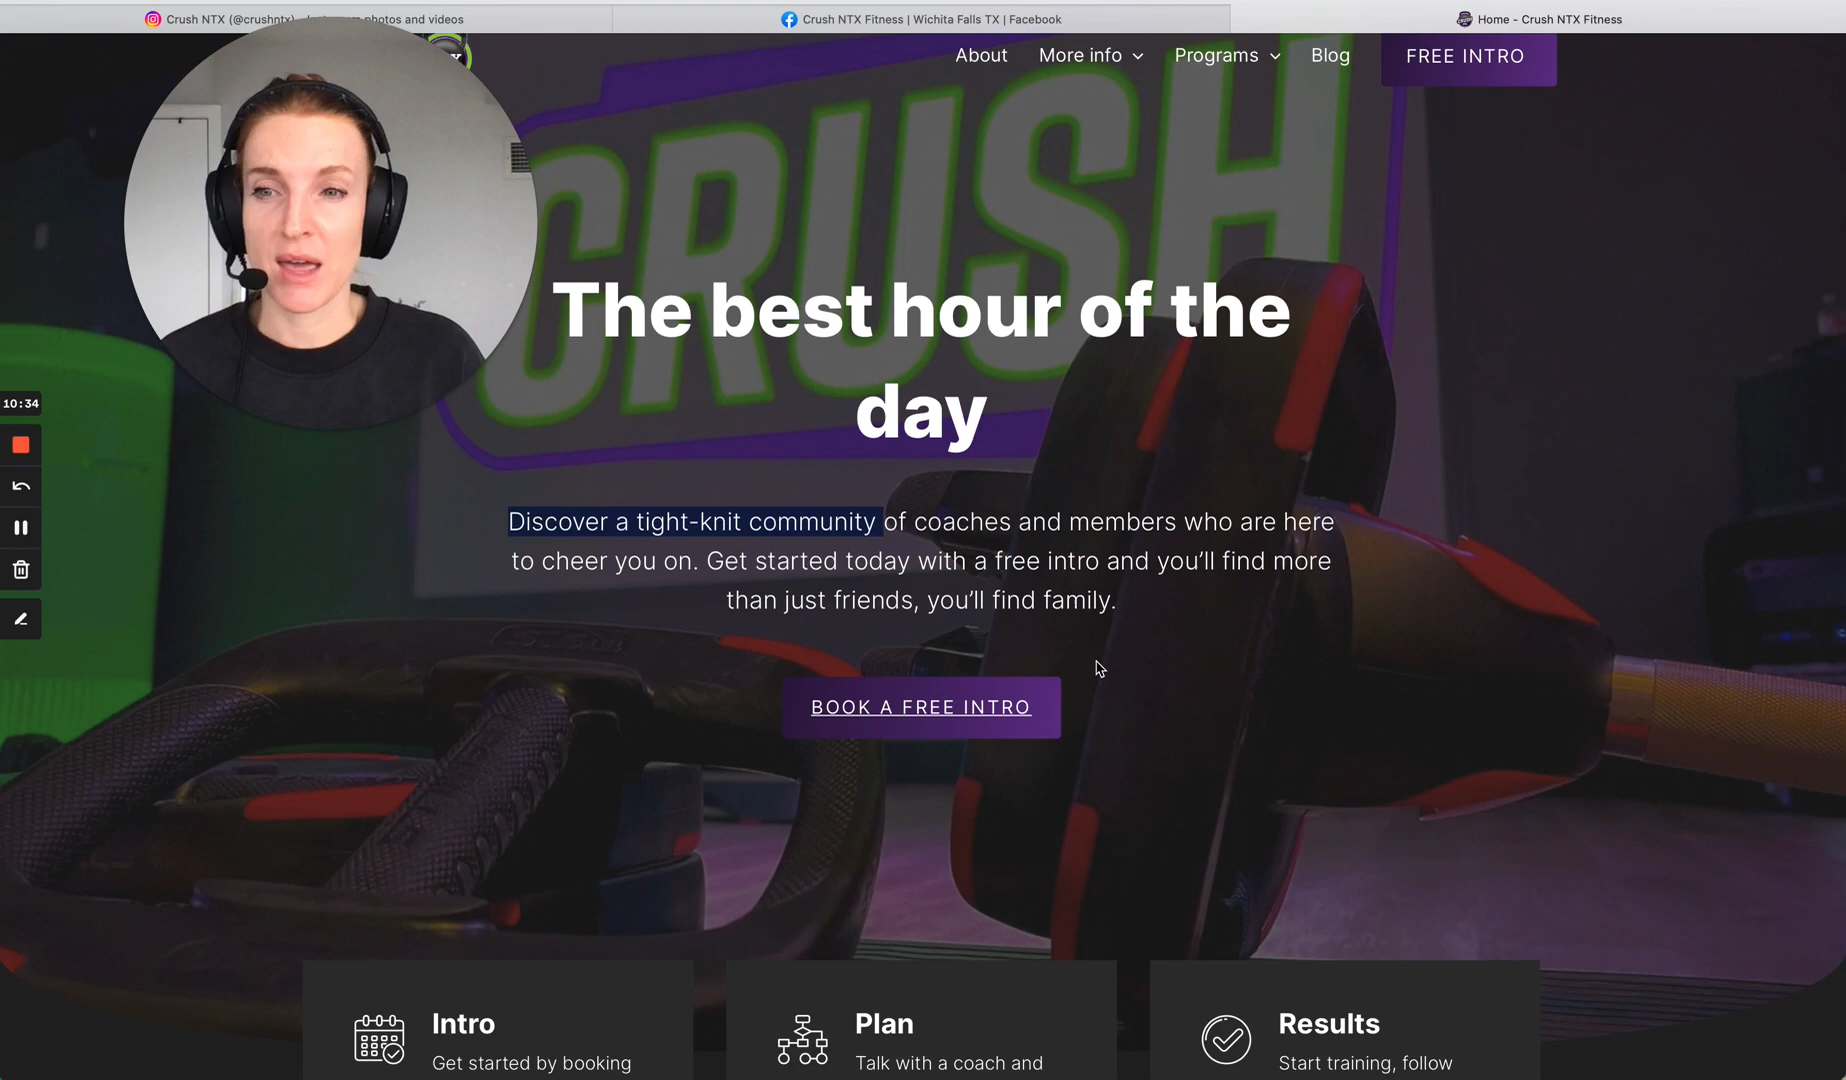 Crush NTX (@crushntx) photos and videos
Crush NTX Fitness | Wichita Falls TX | Facebook
Home - Crush NTX Fitness
About
More info
Programs
Blog
FREE INTRO
CRUSH
The best hour of the
day
10:34
Discover a tight-knit community of coaches and members who are here
to cheer you on. Get started today with a free intro and you'll find more
than just friends, you'll find family.
BOOK A FREE INTRO
Intro
Get started by booking
Plan
Talk with a coach and
Results
Start training, follow